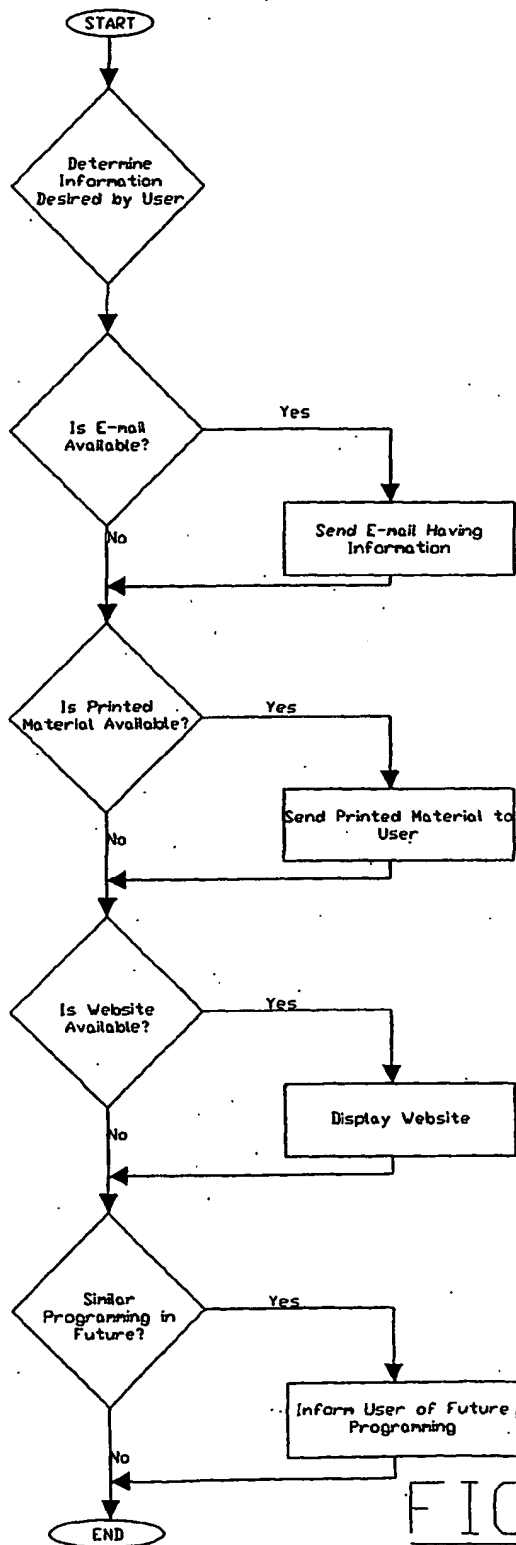 START
Determine
Information
Desired by User
Is E-mail
Available?
Yes
No
Send E-mail Having
Information
Is Printed
Material Available?
Yes
No
Send Printed Material to
User
Is Website
Available?
Yes
No
Display Website
Similar
Programming in
Future?
Yes
No
Inform User of Future
Programming
END
FIG